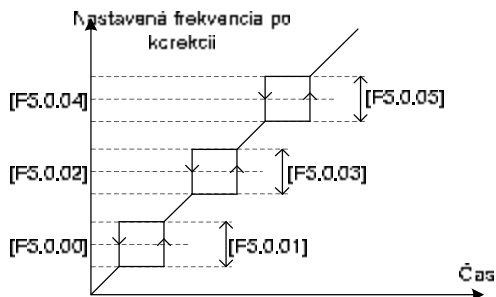 Nastavená frekvencia po
korekcii
[F5.0.04]
[F5.0.05]
[F5.0.02]
[F5.0.03]
[F5.0.00]
[F5.0.01]
Čas